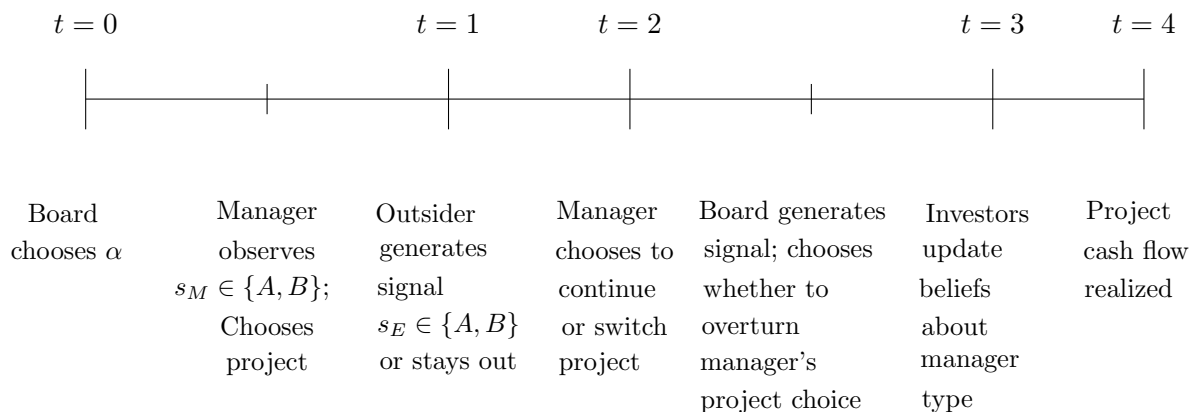 t = 0
t = 1
t = 2
t = 3
t = 4
Board
chooses α
Manager
observes
s_M ∈ {A, B};
Chooses
project
Outsider
generates
signal
s_E ∈ {A, B}
or stays out
Manager
chooses to
continue
or switch
project
Board generates
signal; chooses
whether to
overturn
manager's
project choice
Investors
update
beliefs
about
manager
type
Project
cash flow
realized